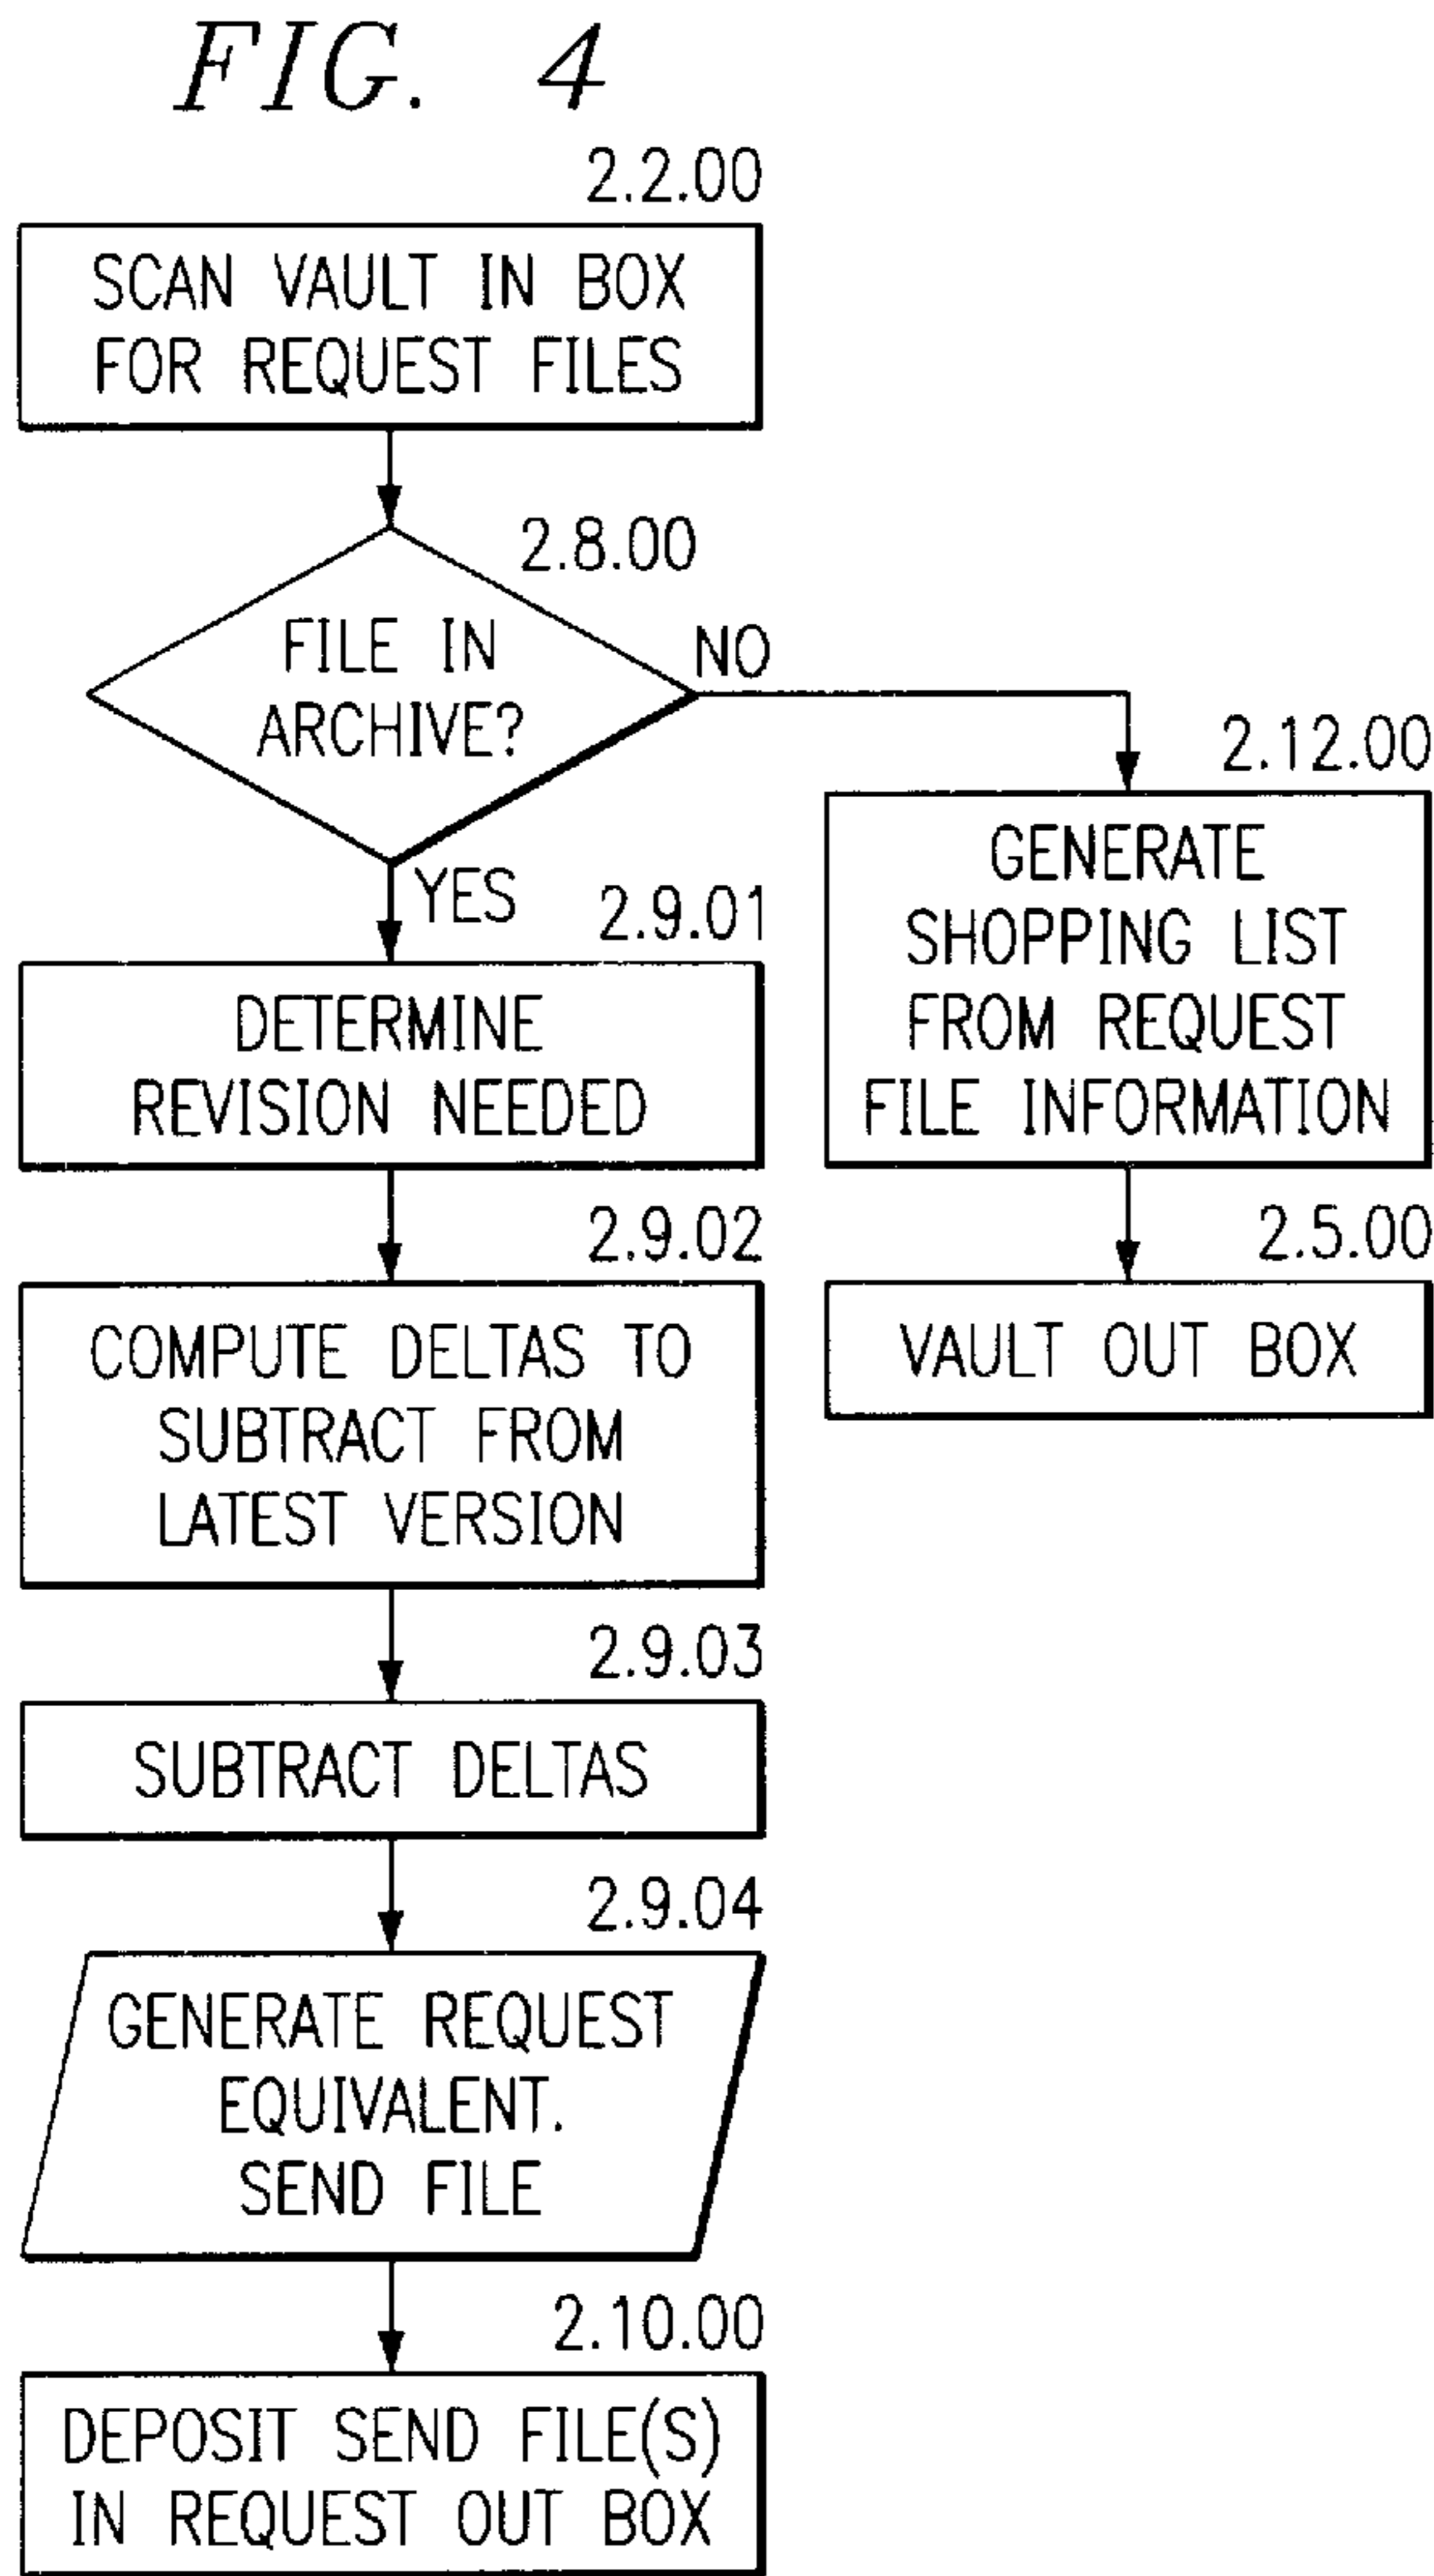 FIG. 4
2.2.00
SCAN VAULT IN BOX
FOR REQUEST FILES
2.8.00
FILE IN
ARCHIVE?
NO
YES
2.12.00
GENERATE
SHOPPING LIST
FROM REQUEST
FILE INFORMATION
2.5.00
VAULT OUT BOX
2.9.01
DETERMINE
REVISION NEEDED
2.9.02
COMPUTE DELTAS TO
SUBTRACT FROM
LATEST VERSION
2.9.03
SUBTRACT DELTAS
2.9.04
GENERATE REQUEST
EQUIVALENT.
SEND FILE
2.10.00
DEPOSIT SEND FILE(S)
IN REQUEST OUT BOX